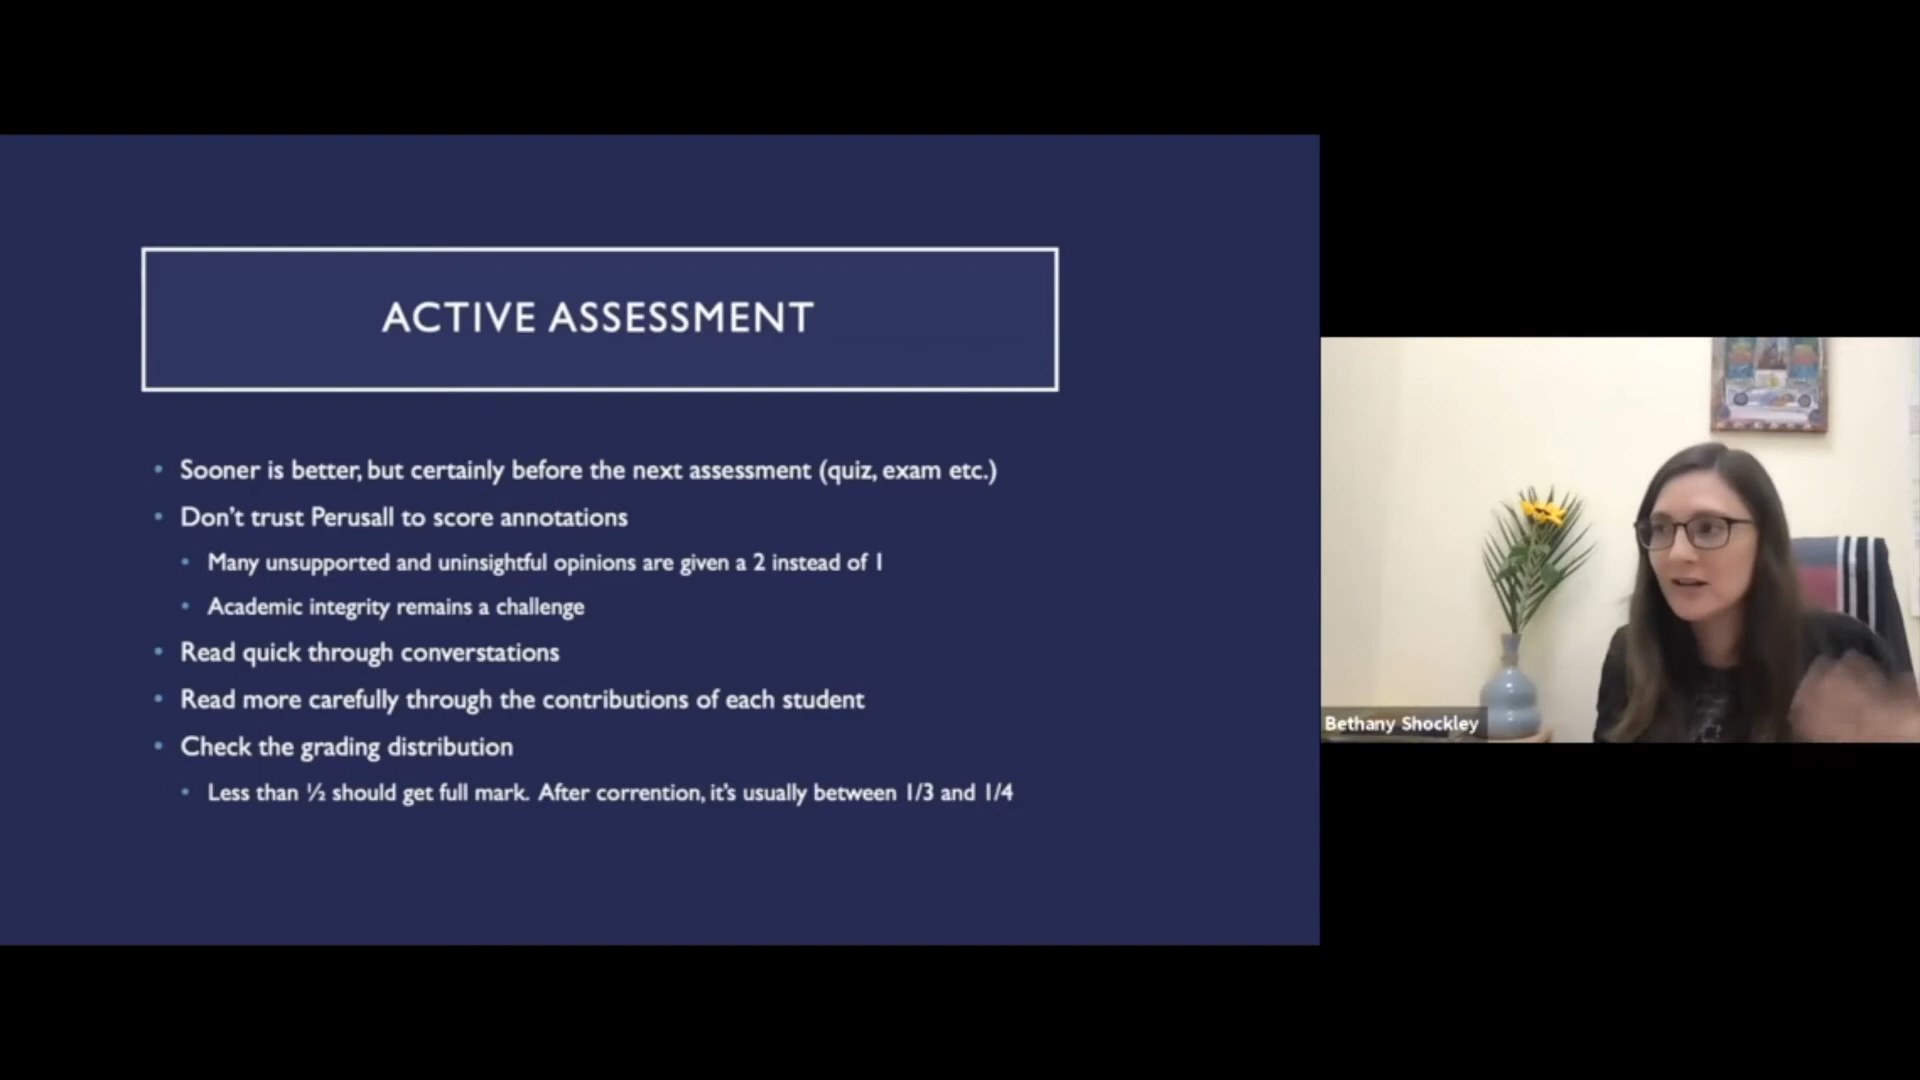 ACTIVE ASSESSMENT
• Sooner is better, but certainly before the next assessment (quiz, exam etc.)
• Don't trust Perusall to score annotations
• Many unsupported and uninsightful opinions are given a 2 instead of 1
• Academic integrity remains a challenge
• Read quick through converstations
• Read more carefully through the contributions of each student
• Check the grading distribution
• Less than ½ should get full mark. After corrention, it's usually between 1/3 and 1/4
Bethany Shockley